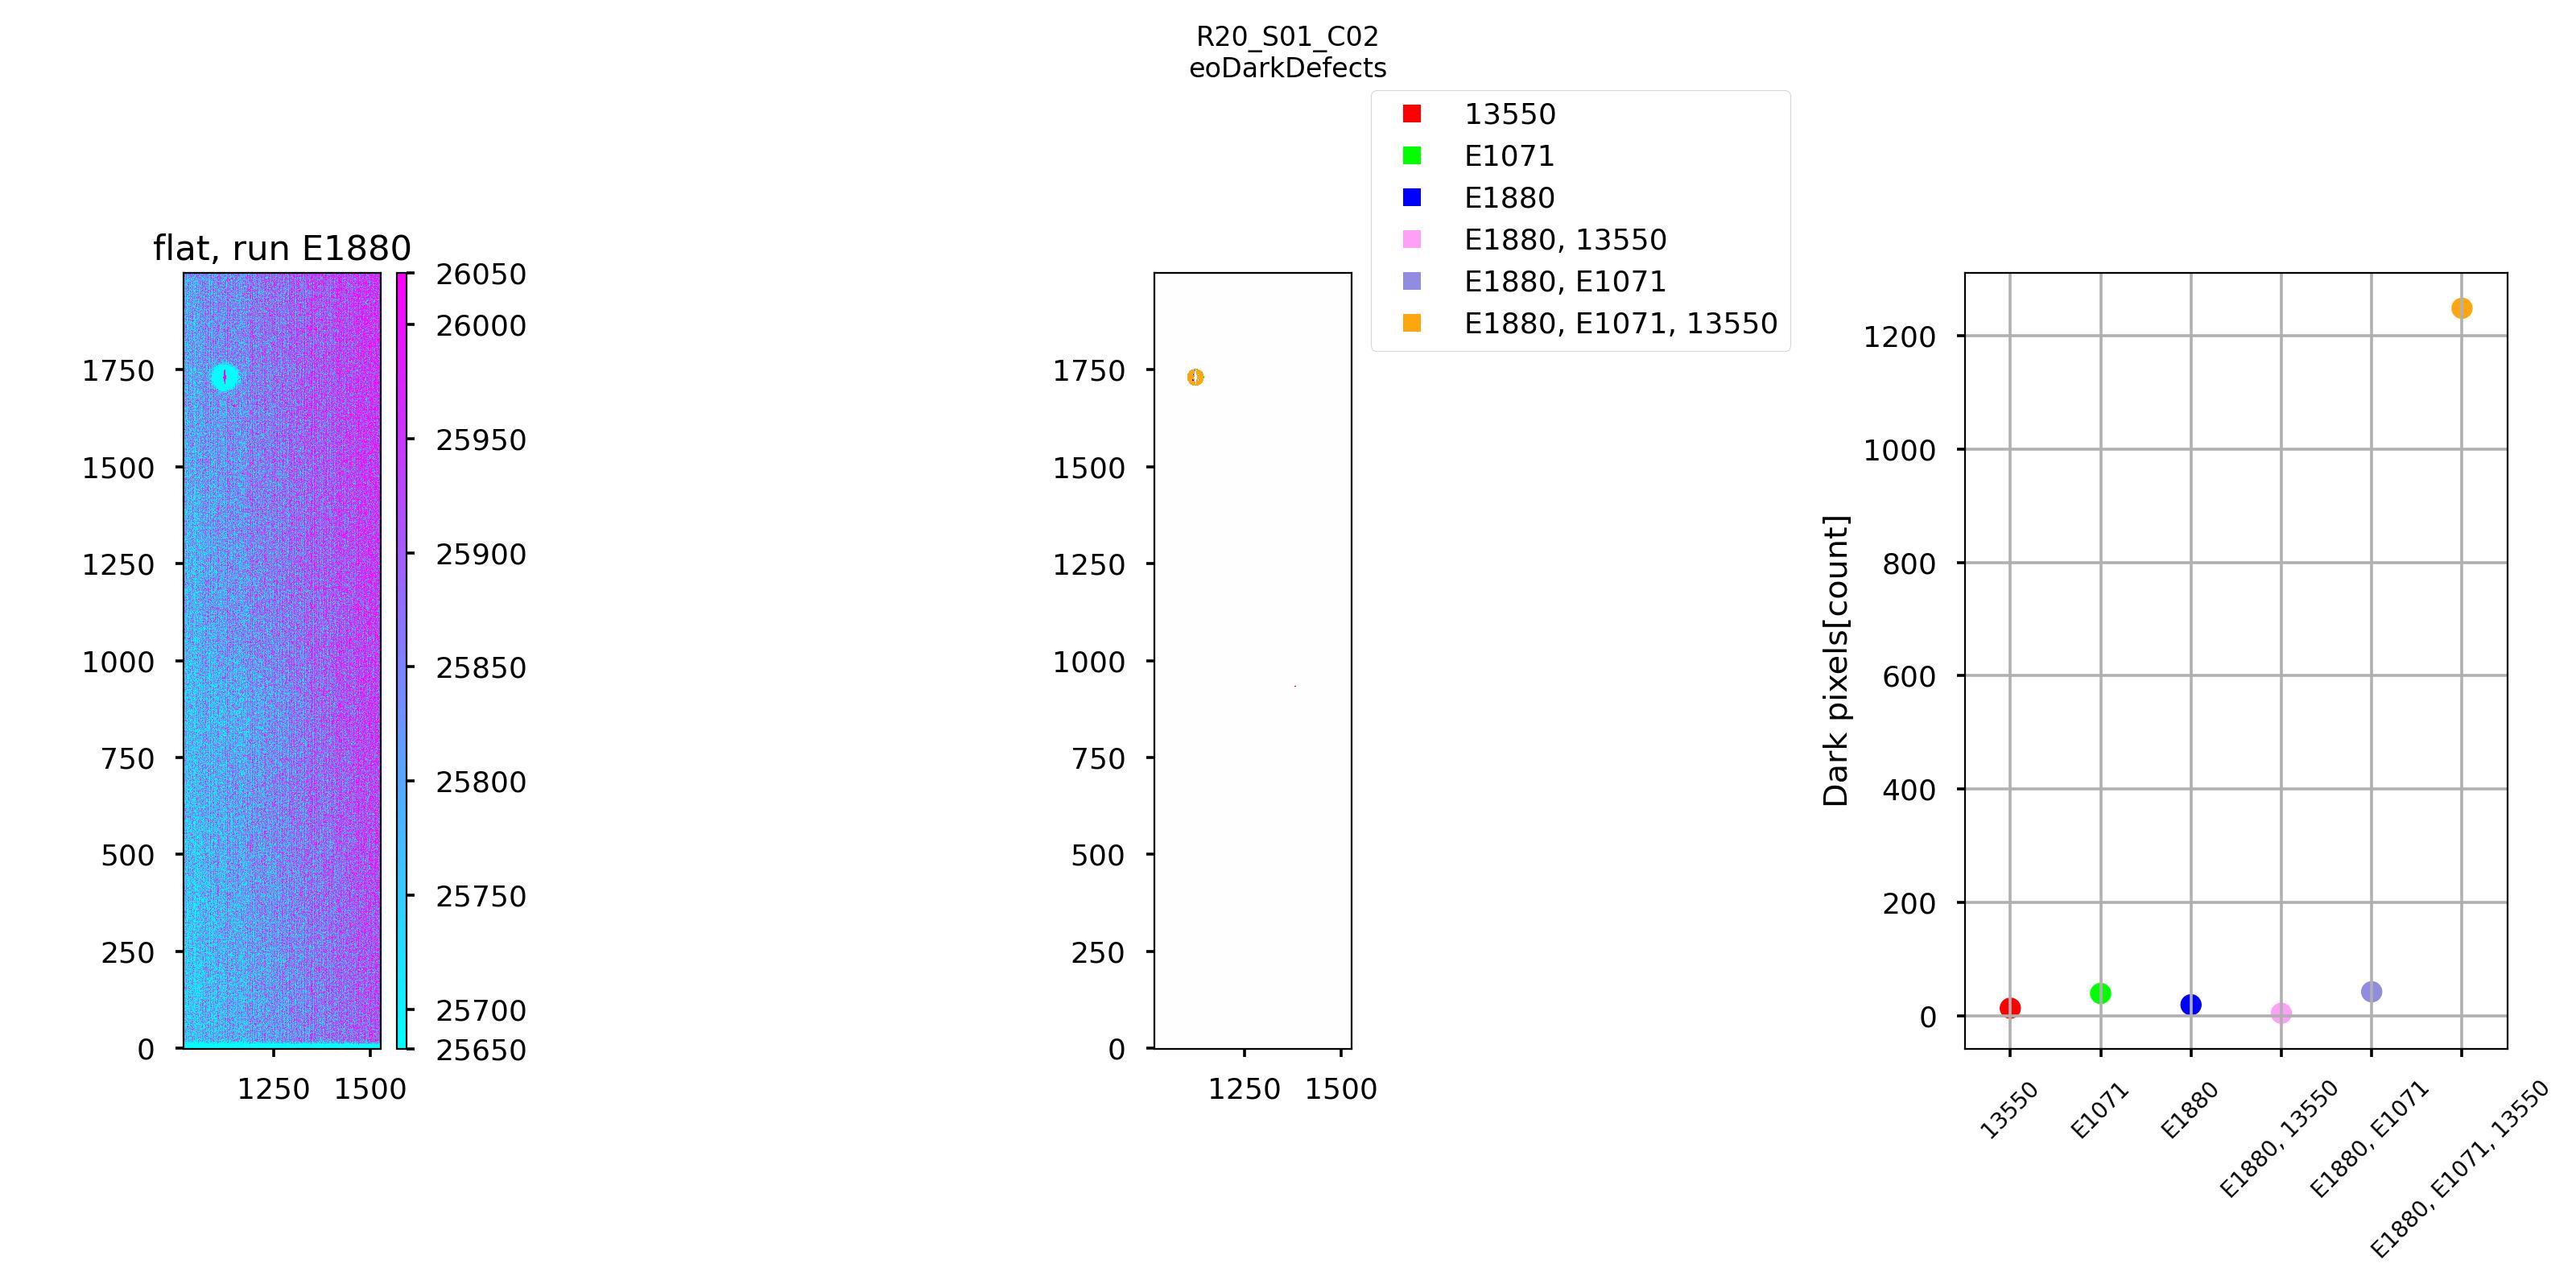 R20_S01_C02
eoDarkDefects
13550
E1071
E1880
E1880, 13550
E1880, E1071
E1880, E1071, 13550
flat, run E1880
1750
1500
1250
1000
750
500
250
0
1250 1500
26050
26000
25950
25900
25850
25800
25750
25700
25650
1750
1500
1250
1000
750
500
250
0
1250 1500
Dark pixels[count]
1200
1000
800
600
400
200
0
13550
E1071
E1880
E1880, 13550
E1880, E1071
E1880, E1071, 13550